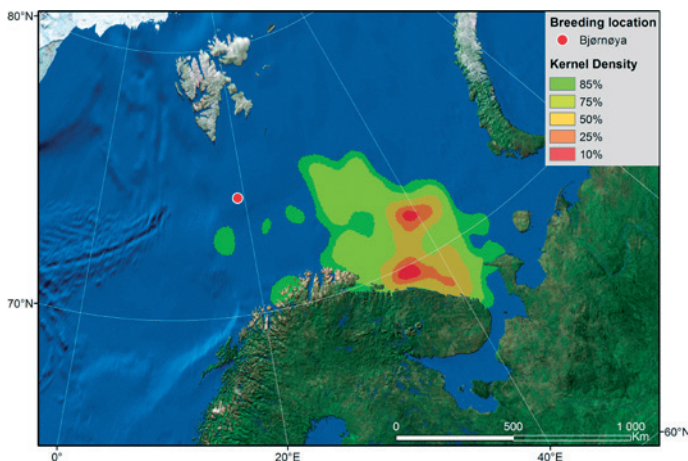 80°N
Breeding location
Bjørnøya
Kernel Density
85%
75%
50%
25%
10%
70°N
0 500 1 000
Km
60°N
0° 20°E 40°E